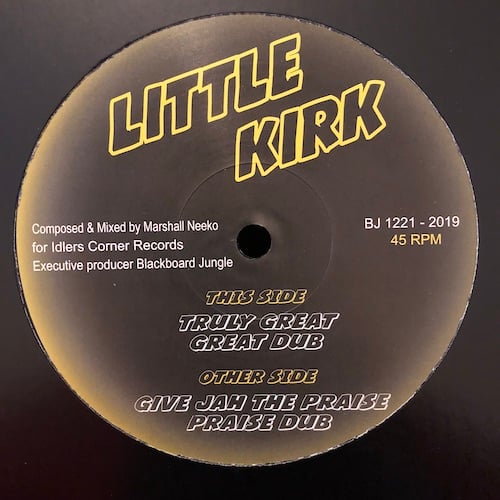 LITTLE
KIRK
Composed & Mixed by Marshall Neeko
for Idlers Corner Records
Executive producer Blackboard Jungle
BJ 1221 - 2019
45 RPM
THIS SIDE
TRULY GREAT
GREAT DUB
OTHER SIDE
GIVE JAH THE PRAISE
PRAISE DUB